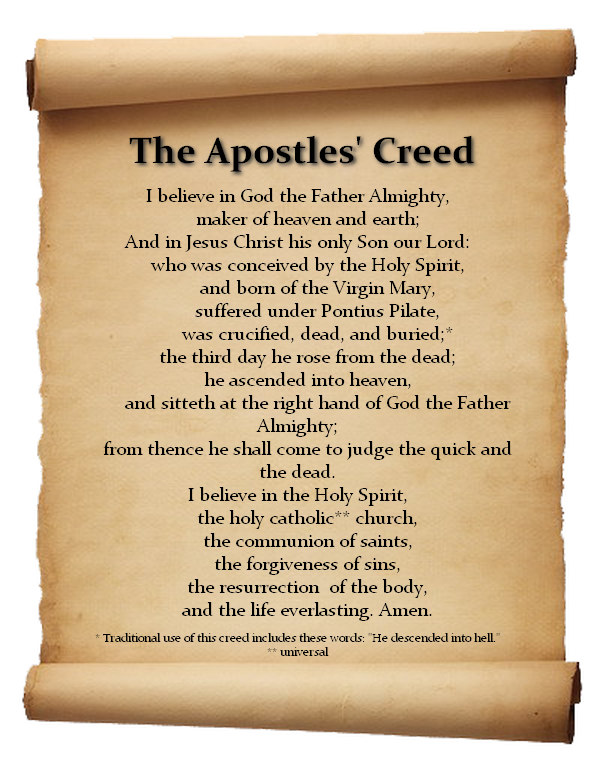 The Apostles' Creed
I believe in God the Father Almighty,
maker of heaven and earth;
And in Jesus Christ his only Son our Lord:
who was conceived by the Holy Spirit,
and born of the Virgin Mary,
suffered under Pontius Pilate,
was crucified, dead, and buried;*
the third day he rose from the dead;
he ascended into heaven,
and sitteth at the right hand of God the Father
Almighty;
from thence he shall come to judge the quick and
the dead.
I believe in the Holy Spirit,
the holy catholic** church,
the communion of saints,
the forgiveness of sins,
the resurrection of the body,
and the life everlasting. Amen.
* Traditional use of this creed includes these words: "He descended into hell."
** universal